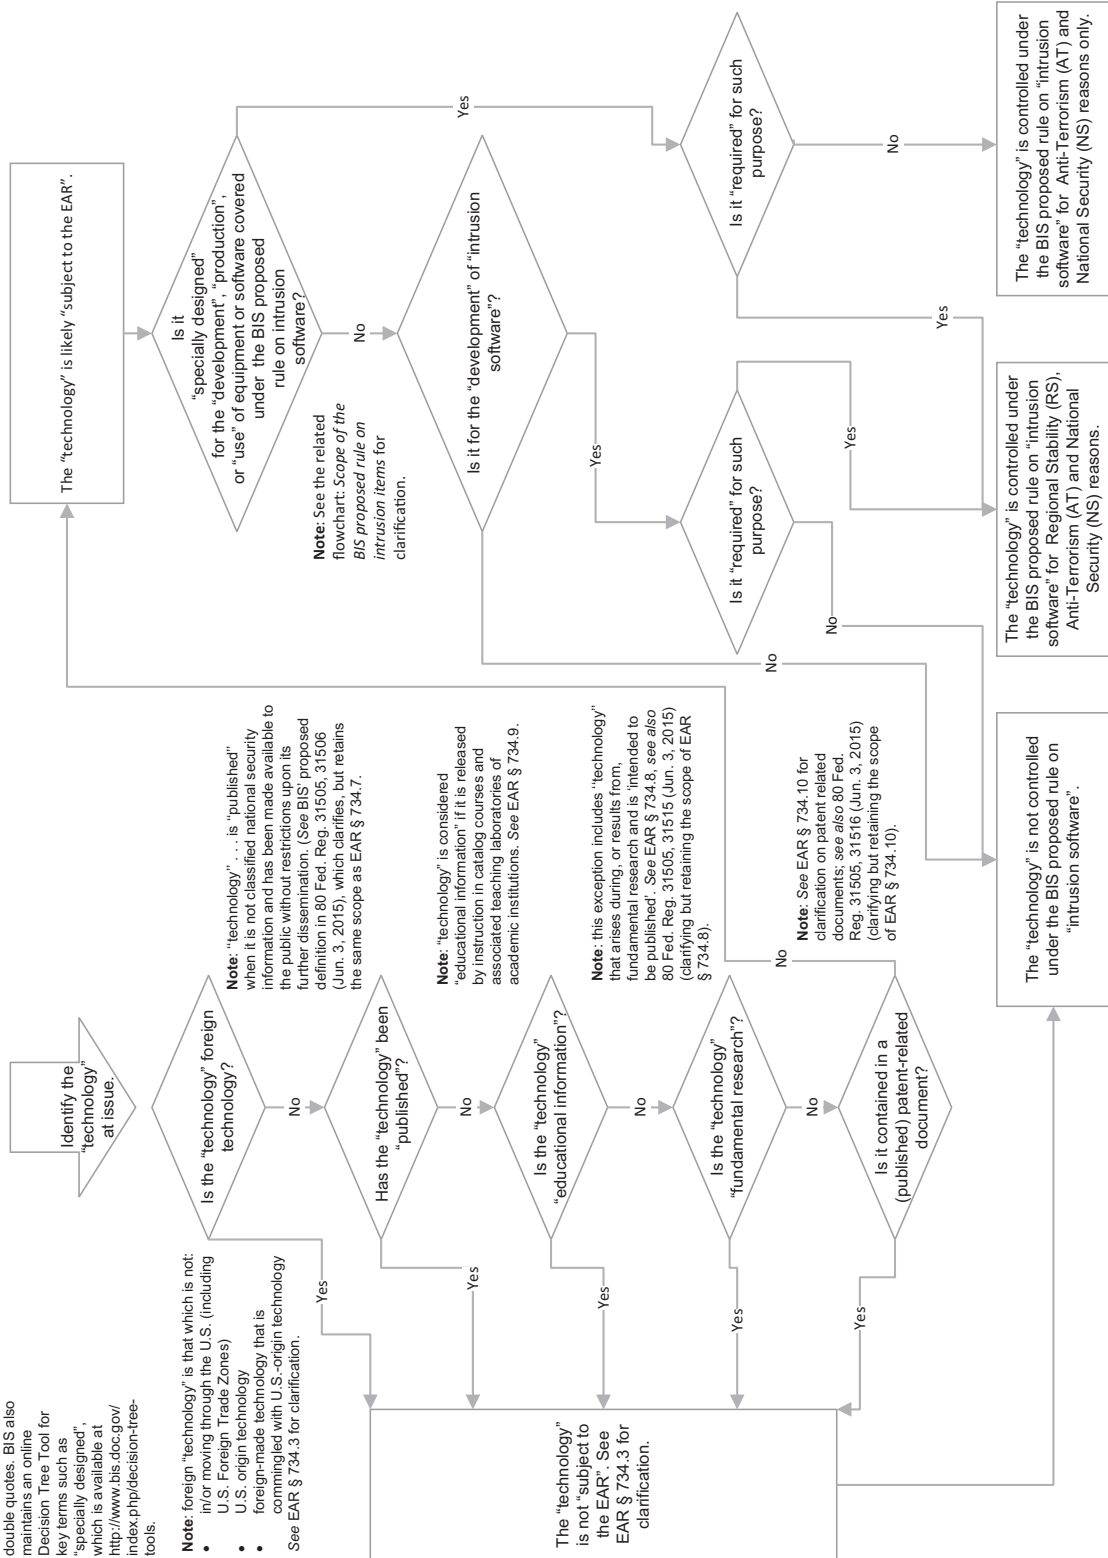 double quotes. BIS also
maintains an online
Decision Tree Tool for
key terms such as
“specially designed”,
which is available at
http://www.bis.doc.gov/
index.php/decision-tree-
tools.
Identify the
“technology”
at issue.
Note: foreign “technology” is that which is not:
• in/or moving through the U.S. (including
U.S. Foreign Trade Zones)
• U.S. origin technology
• foreign-made technology that is
commingled with U.S.-origin technology
See EAR § 734.3 for clarification.
Is the “technology” foreign
technology?
Yes
No
Note: “technology” . . . is “published”
when it is not classified national security
information and has been made available to
the public without restrictions upon its
further dissemination. (See BIS’ proposed
definition in 80 Fed. Reg. 31505, 31506
(Jun. 3, 2015), which clarifies, but retains
the same scope as EAR § 734.7.
Has the “technology” been
“published”?
Yes
No
Note: “technology” is considered
“educational information” if it is released
by instruction in catalog courses and
associated teaching laboratories of
academic institutions. See EAR § 734.9.
Is the “technology”
“educational information”?
Yes
No
Note: this exception includes “technology”
that arises during, or results from,
fundamental research and is ‘intended to
be published’. See EAR § 734.8, see also
80 Fed. Reg. 31505, 31515 (Jun. 3, 2015)
(clarifying but retaining the scope of EAR
§ 734.8).
Is the “technology”
“fundamental research”?
Yes
No
Note: See EAR § 734.10 for
clarification on patent related
documents; see also 80 Fed.
Reg. 31505, 31516 (Jun. 3, 2015)
(clarifying but retaining the scope
of EAR § 734.10).
Is it contained in a
(published) patent-related
document?
Yes
No
The “technology”
is not “subject to
the EAR”. See
EAR § 734.3 for
clarification.
The “technology” is likely “subject to the EAR”.
Is it
“specially designed”
for the “development”, “production”,
or “use” of equipment or software covered
under the BIS proposed
rule on intrusion
software?
Yes
No
Note: See the related
flowchart: Scope of the
BIS proposed rule on
intrusion items for
clarification.
Is it for the “development” of “intrusion
software”?
Yes
No
Is it “required” for such
purpose?
Yes
No
Is it “required” for such
purpose?
Yes
No
The “technology” is not controlled
under the BIS proposed rule on
“intrusion software”.
The “technology” is controlled under
the BIS proposed rule on “intrusion
software” for Regional Stability (RS),
Anti-Terrorism (AT) and National
Security (NS) reasons.
The “technology” is controlled under
the BIS proposed rule on “intrusion
software” for Anti-Terrorism (AT) and
National Security (NS) reasons only.